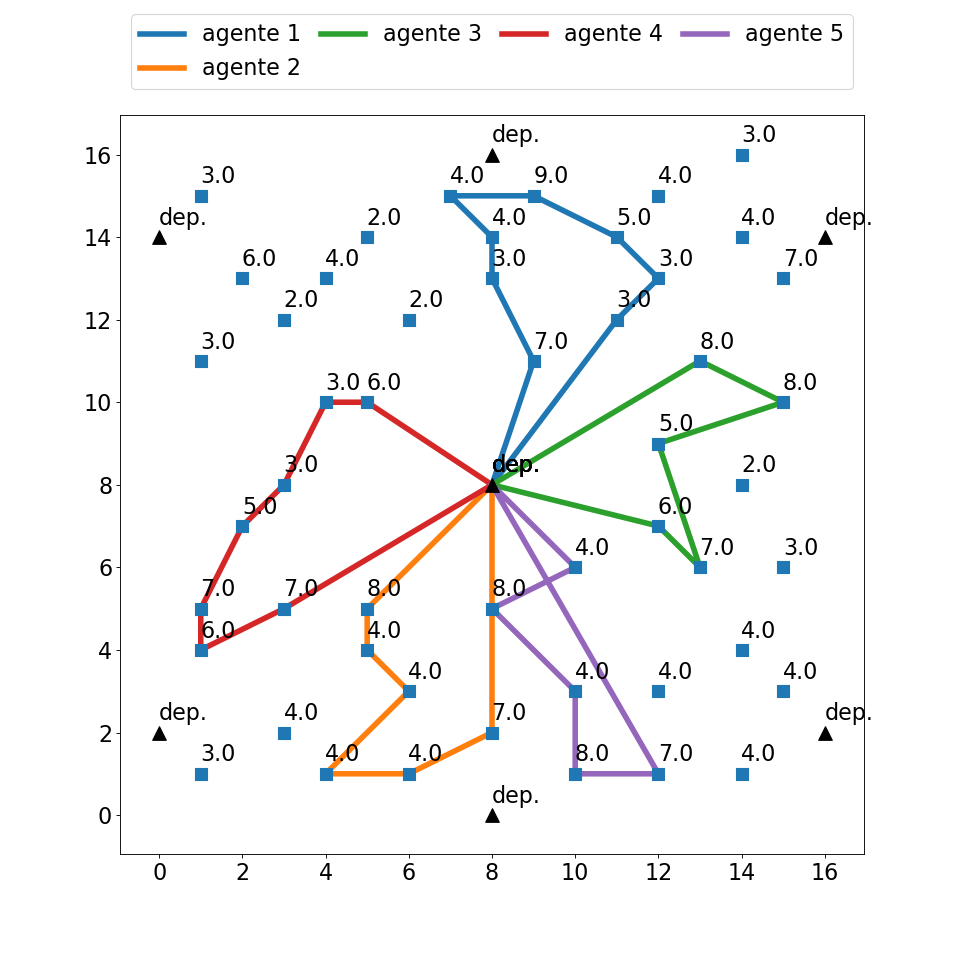 agente 1 agente 3 agente 4 agente 5
agente 2
16
14
12
10
8
6
4
2
0
0 2 4 6 8 10 12 14 16
dep. 3.0
3.0 4.0 9.0 4.0
dep. 2.0 4.0 5.0 4.0 dep.
6.0 4.0 3.0 3.0 7.0
2.0 2.0 3.0
3.0 7.0 8.0
3.0 6.0 8.0
5.0
3.0 dep. 2.0
5.0 6.0
4.0 7.0 3.0
7.0 7.0 8.0 8.0
6.0 4.0 4.0
4.0 4.0 4.0 4.0
dep. 4.0 7.0 dep.
3.0 4.0 4.0 8.0 7.0 4.0
dep.